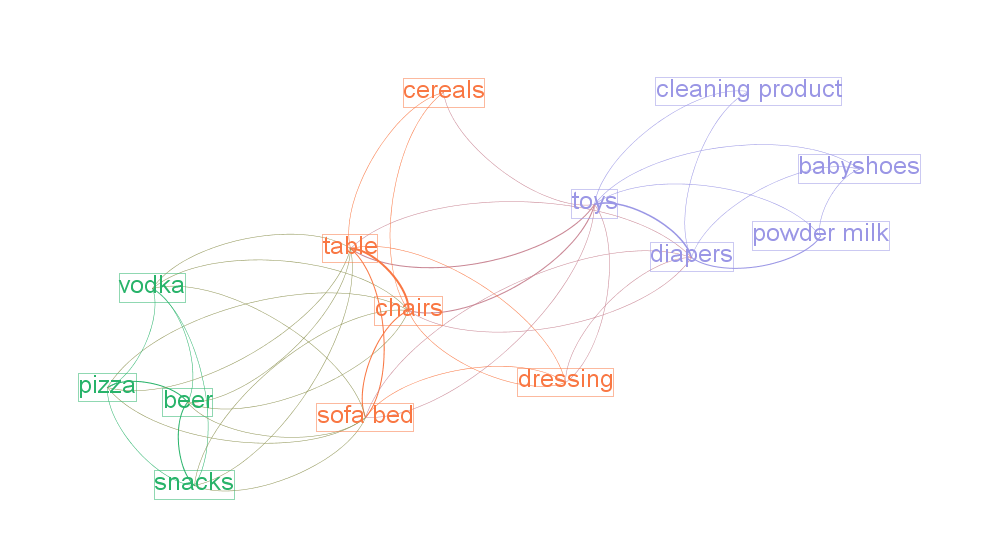 cereals
cleaning product
babyshoes
toys
powder milk
table
diapers
vodka
chairs
dressing
pizza
beer
sofa bed
snacks